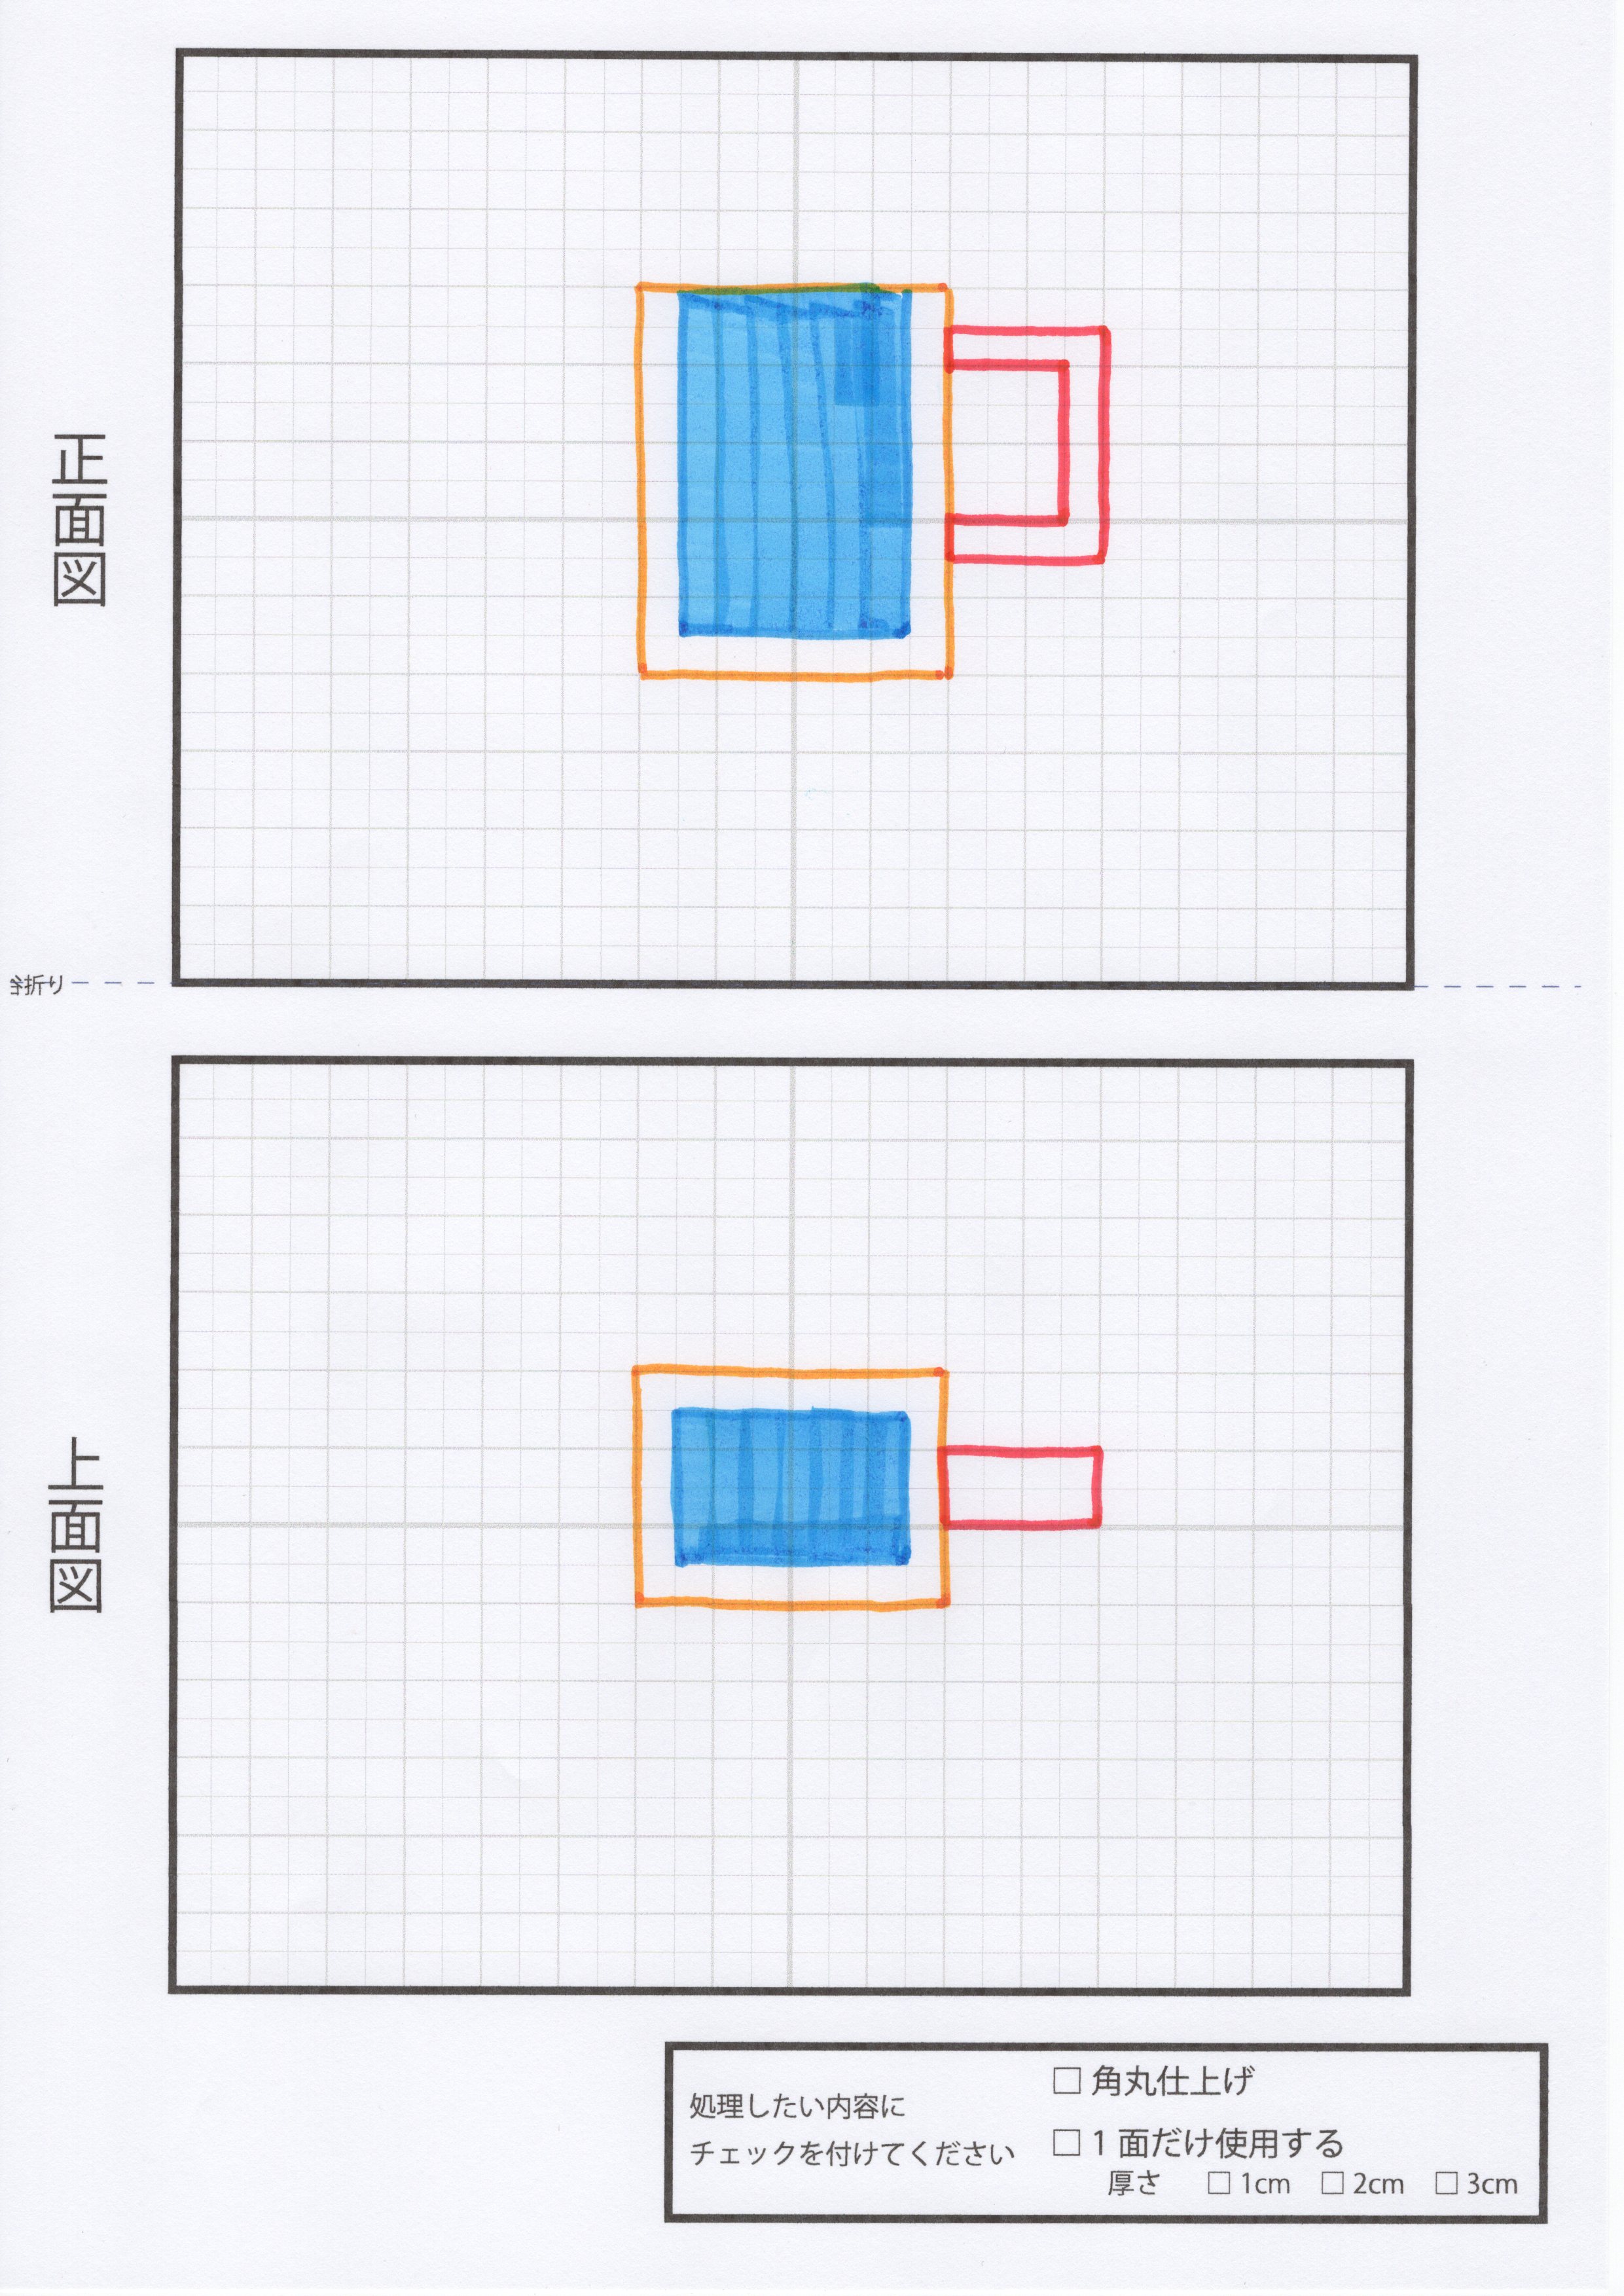 正面図
折り
上面図
処理したい内容に
チェックを付けてください
□ 角丸仕上げ
□ 1 面だけ使用する
厚さ □ 1cm □ 2cm □ 3cm